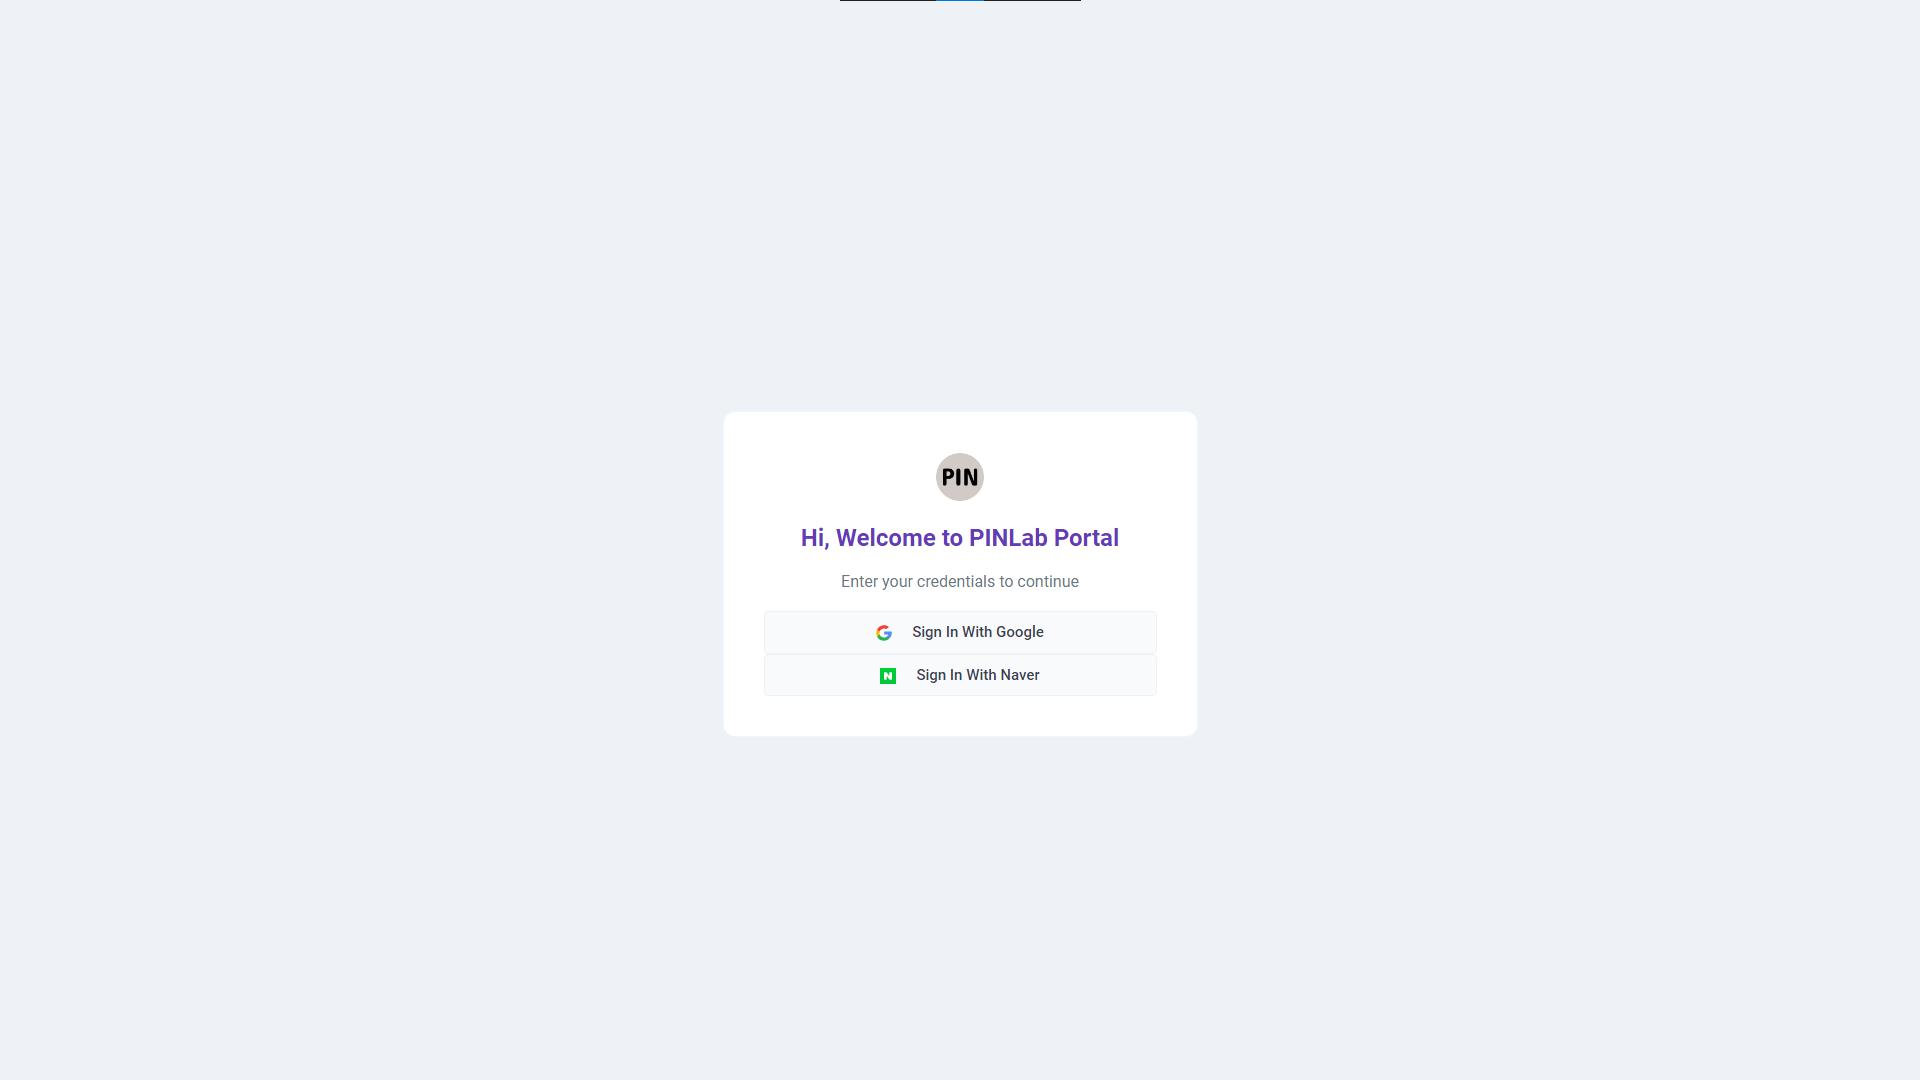 PIN
Hi, Welcome to PINLab Portal
Enter your credentials to continue
Sign In With Google
Sign In With Naver